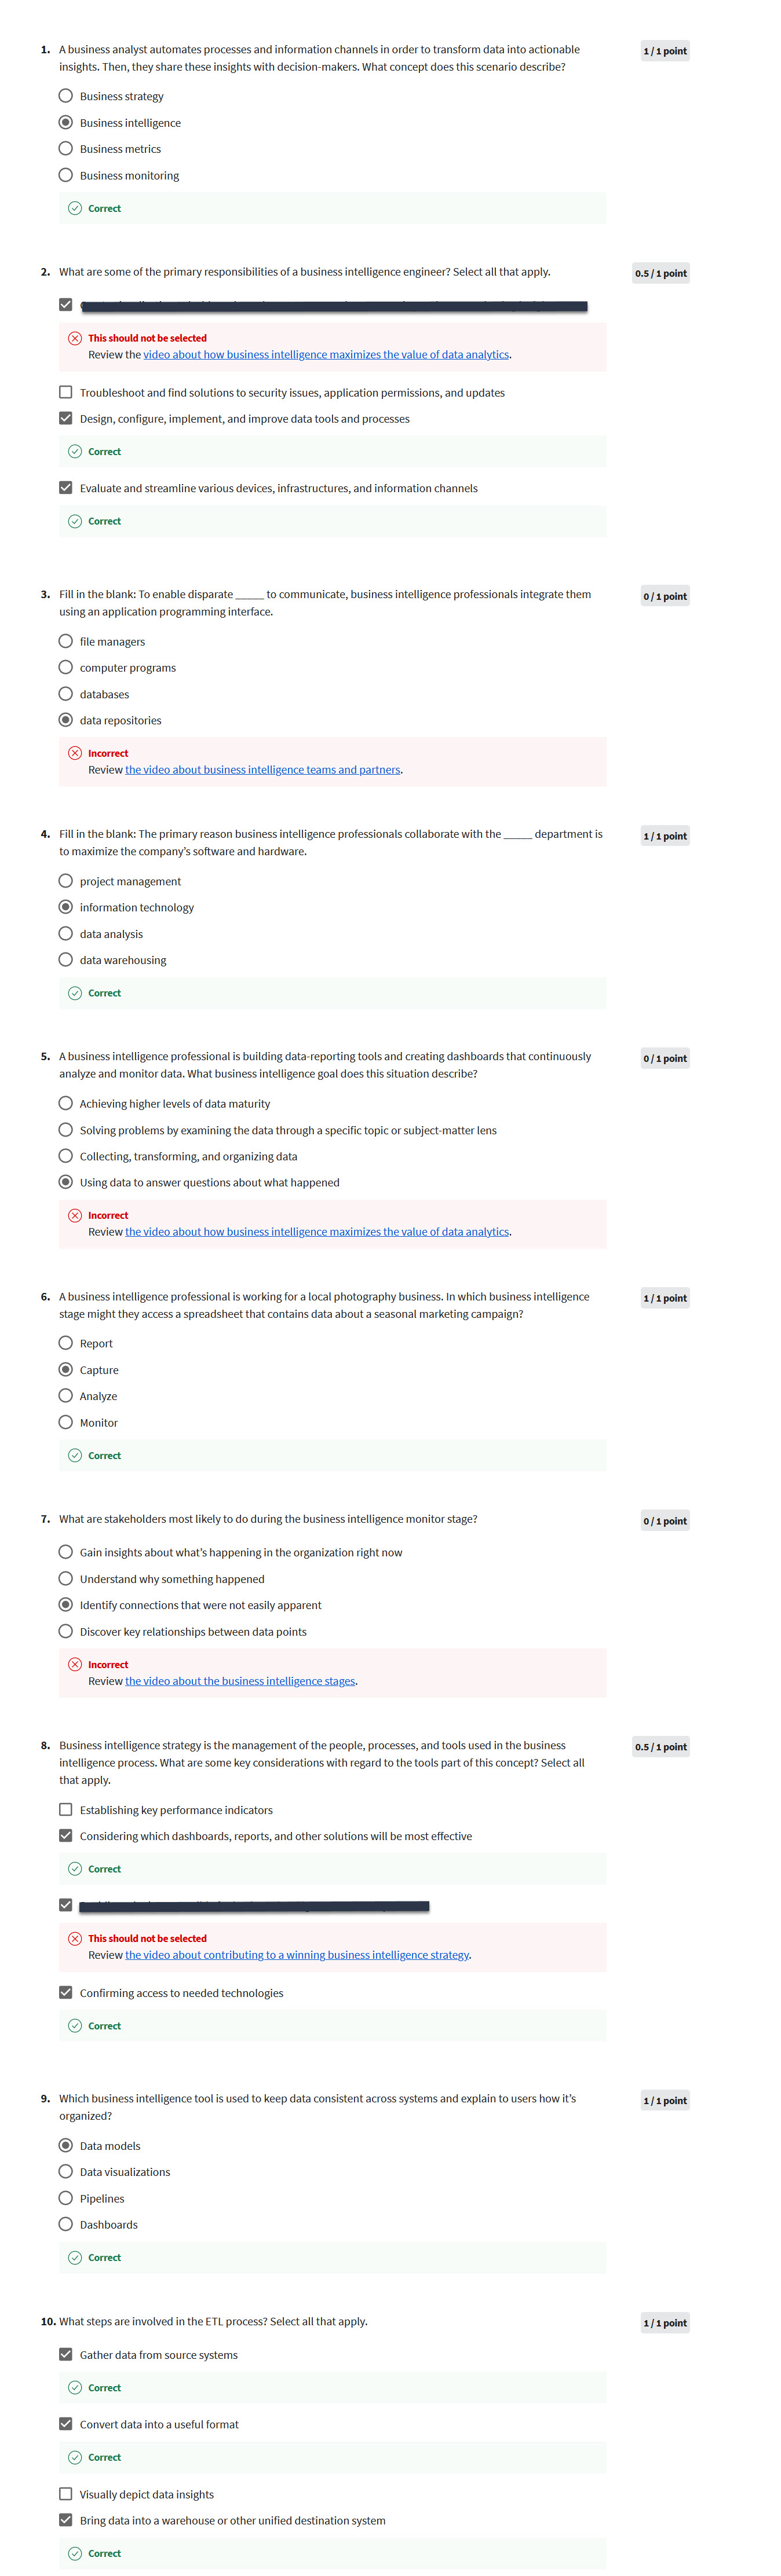 1. A business analyst automates processes and information channels in order to transform data into actionable
insights. Then, they share these insights with decision-makers. What concept does this scenario describe?
1 / 1 point
Business strategy
Business intelligence
Business metrics
Business monitoring
Correct
2. What are some of the primary responsibilities of a business intelligence engineer? Select all that apply.
0.5 / 1 point
This should not be selected
Review the video about how business intelligence maximizes the value of data analytics.
Troubleshoot and find solutions to security issues, application permissions, and updates
Design, configure, implement, and improve data tools and processes
Correct
Evaluate and streamline various devices, infrastructures, and information channels
Correct
3. Fill in the blank: To enable disparate _____ to communicate, business intelligence professionals integrate them
using an application programming interface.
0 / 1 point
file managers
computer programs
databases
data repositories
Incorrect
Review the video about business intelligence teams and partners.
4. Fill in the blank: The primary reason business intelligence professionals collaborate with the _____ department is
to maximize the company's software and hardware.
1 / 1 point
project management
information technology
data analysis
data warehousing
Correct
5. A business intelligence professional is building data-reporting tools and creating dashboards that continuously
analyze and monitor data. What business intelligence goal does this situation describe?
0 / 1 point
Achieving higher levels of data maturity
Solving problems by examining the data through a specific topic or subject-matter lens
Collecting, transforming, and organizing data
Using data to answer questions about what happened
Incorrect
Review the video about how business intelligence maximizes the value of data analytics.
6. A business intelligence professional is working for a local photography business. In which business intelligence
stage might they access a spreadsheet that contains data about a seasonal marketing campaign?
1 / 1 point
Report
Capture
Analyze
Monitor
Correct
7. What are stakeholders most likely to do during the business intelligence monitor stage?
0 / 1 point
Gain insights about what's happening in the organization right now
Understand why something happened
Identify connections that were not easily apparent
Discover key relationships between data points
Incorrect
Review the video about the business intelligence stages.
8. Business intelligence strategy is the management of the people, processes, and tools used in the business
intelligence process. What are some key considerations with regard to the tools part of this concept? Select all
that apply.
0.5 / 1 point
Establishing key performance indicators
Considering which dashboards, reports, and other solutions will be most effective
Correct
This should not be selected
Review the video about contributing to a winning business intelligence strategy.
Confirming access to needed technologies
Correct
9. Which business intelligence tool is used to keep data consistent across systems and explain to users how it's
organized?
1 / 1 point
Data models
Data visualizations
Pipelines
Dashboards
Correct
10. What steps are involved in the ETL process? Select all that apply.
1 / 1 point
Gather data from source systems
Correct
Convert data into a useful format
Correct
Visually depict data insights
Bring data into a warehouse or other unified destination system
Correct